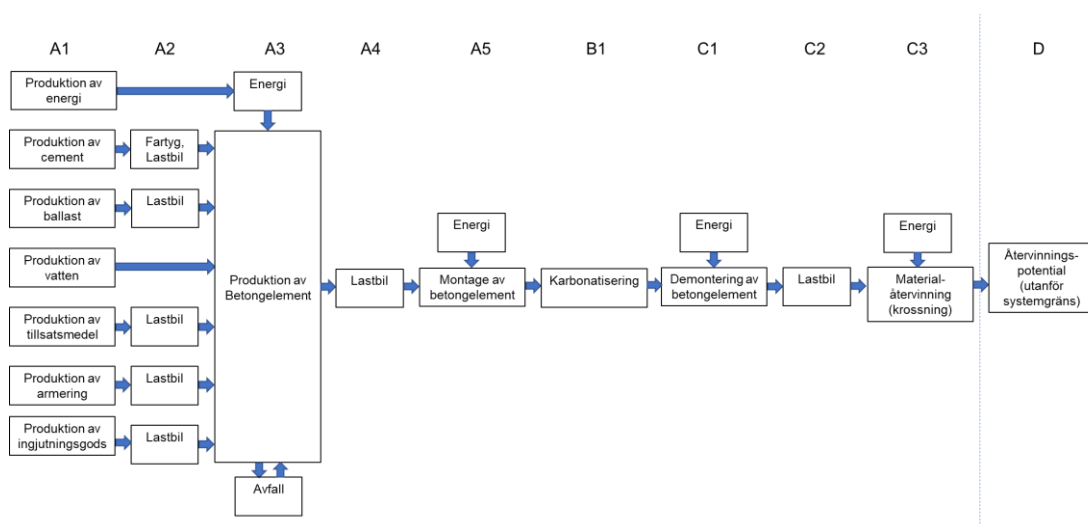 A1 A2 A3 A4 A5 B1 C1 C2 C3 D
Produktion av
energi
Energi
Produktion av
cement
Fartyg,
Lastbil
Produktion av
ballast
Lastbil
Produktion av
vatten
Produktion av
tillsatsmedel
Lastbil
Produktion av
armering
Lastbil
Produktion av
ingjutningsgods
Lastbil
Produktion av
Betongelement
Avfall
Lastbil
Energi
Montage av
betongelement
Karbonatisering
Energi
Demontering av
betongelement
Lastbil
Energi
Material-
återvinning
(krossning)
Återvinnings-
potential
(utanför
systemgräns)